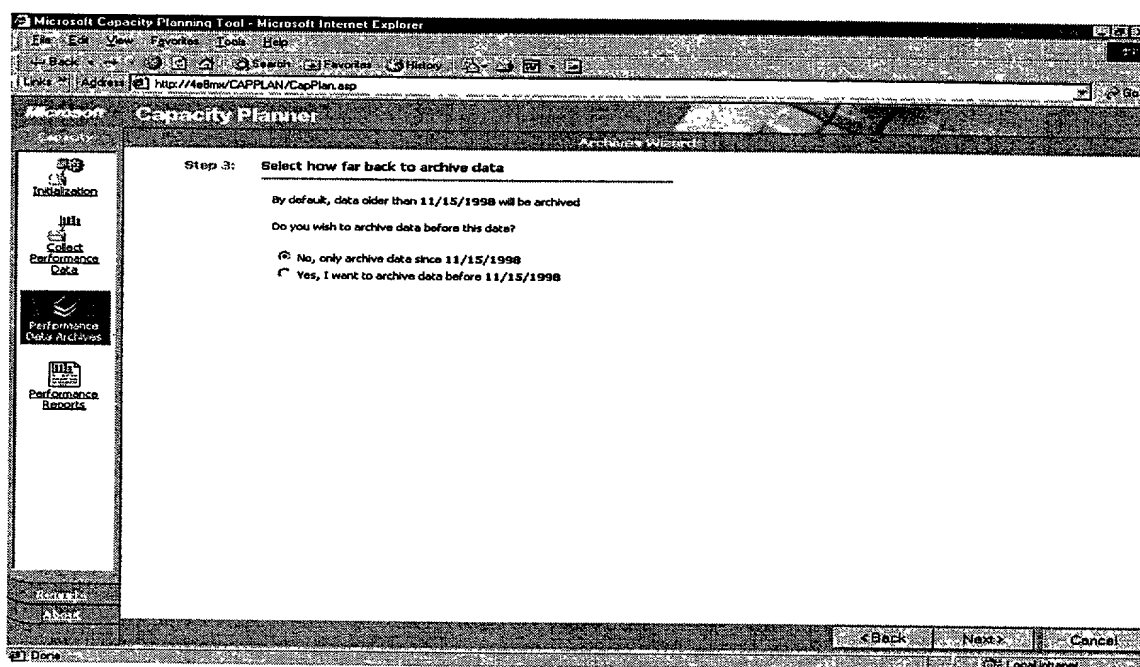 Microsoft Capacity Planning Tool - Microsoft Internet Explorer
File Edit View Favorites Tools Help
Back Search Favorites History
Links Address http://4e8mw/CAPPLAN/CapPlan.asp Go
Microsoft Capacity Planner
Capacity
Archives Wizard
Initialization
Collect Performance Data
Performance Data Archives
Performance Reports
Step 3: Select how far back to archive data
By default, data older than 11/15/1998 will be archived
Do you wish to archive data before this date?
No, only archive data since 11/15/1998
Yes, I want to archive data before 11/15/1998
About
<Back Next> Cancel
Done